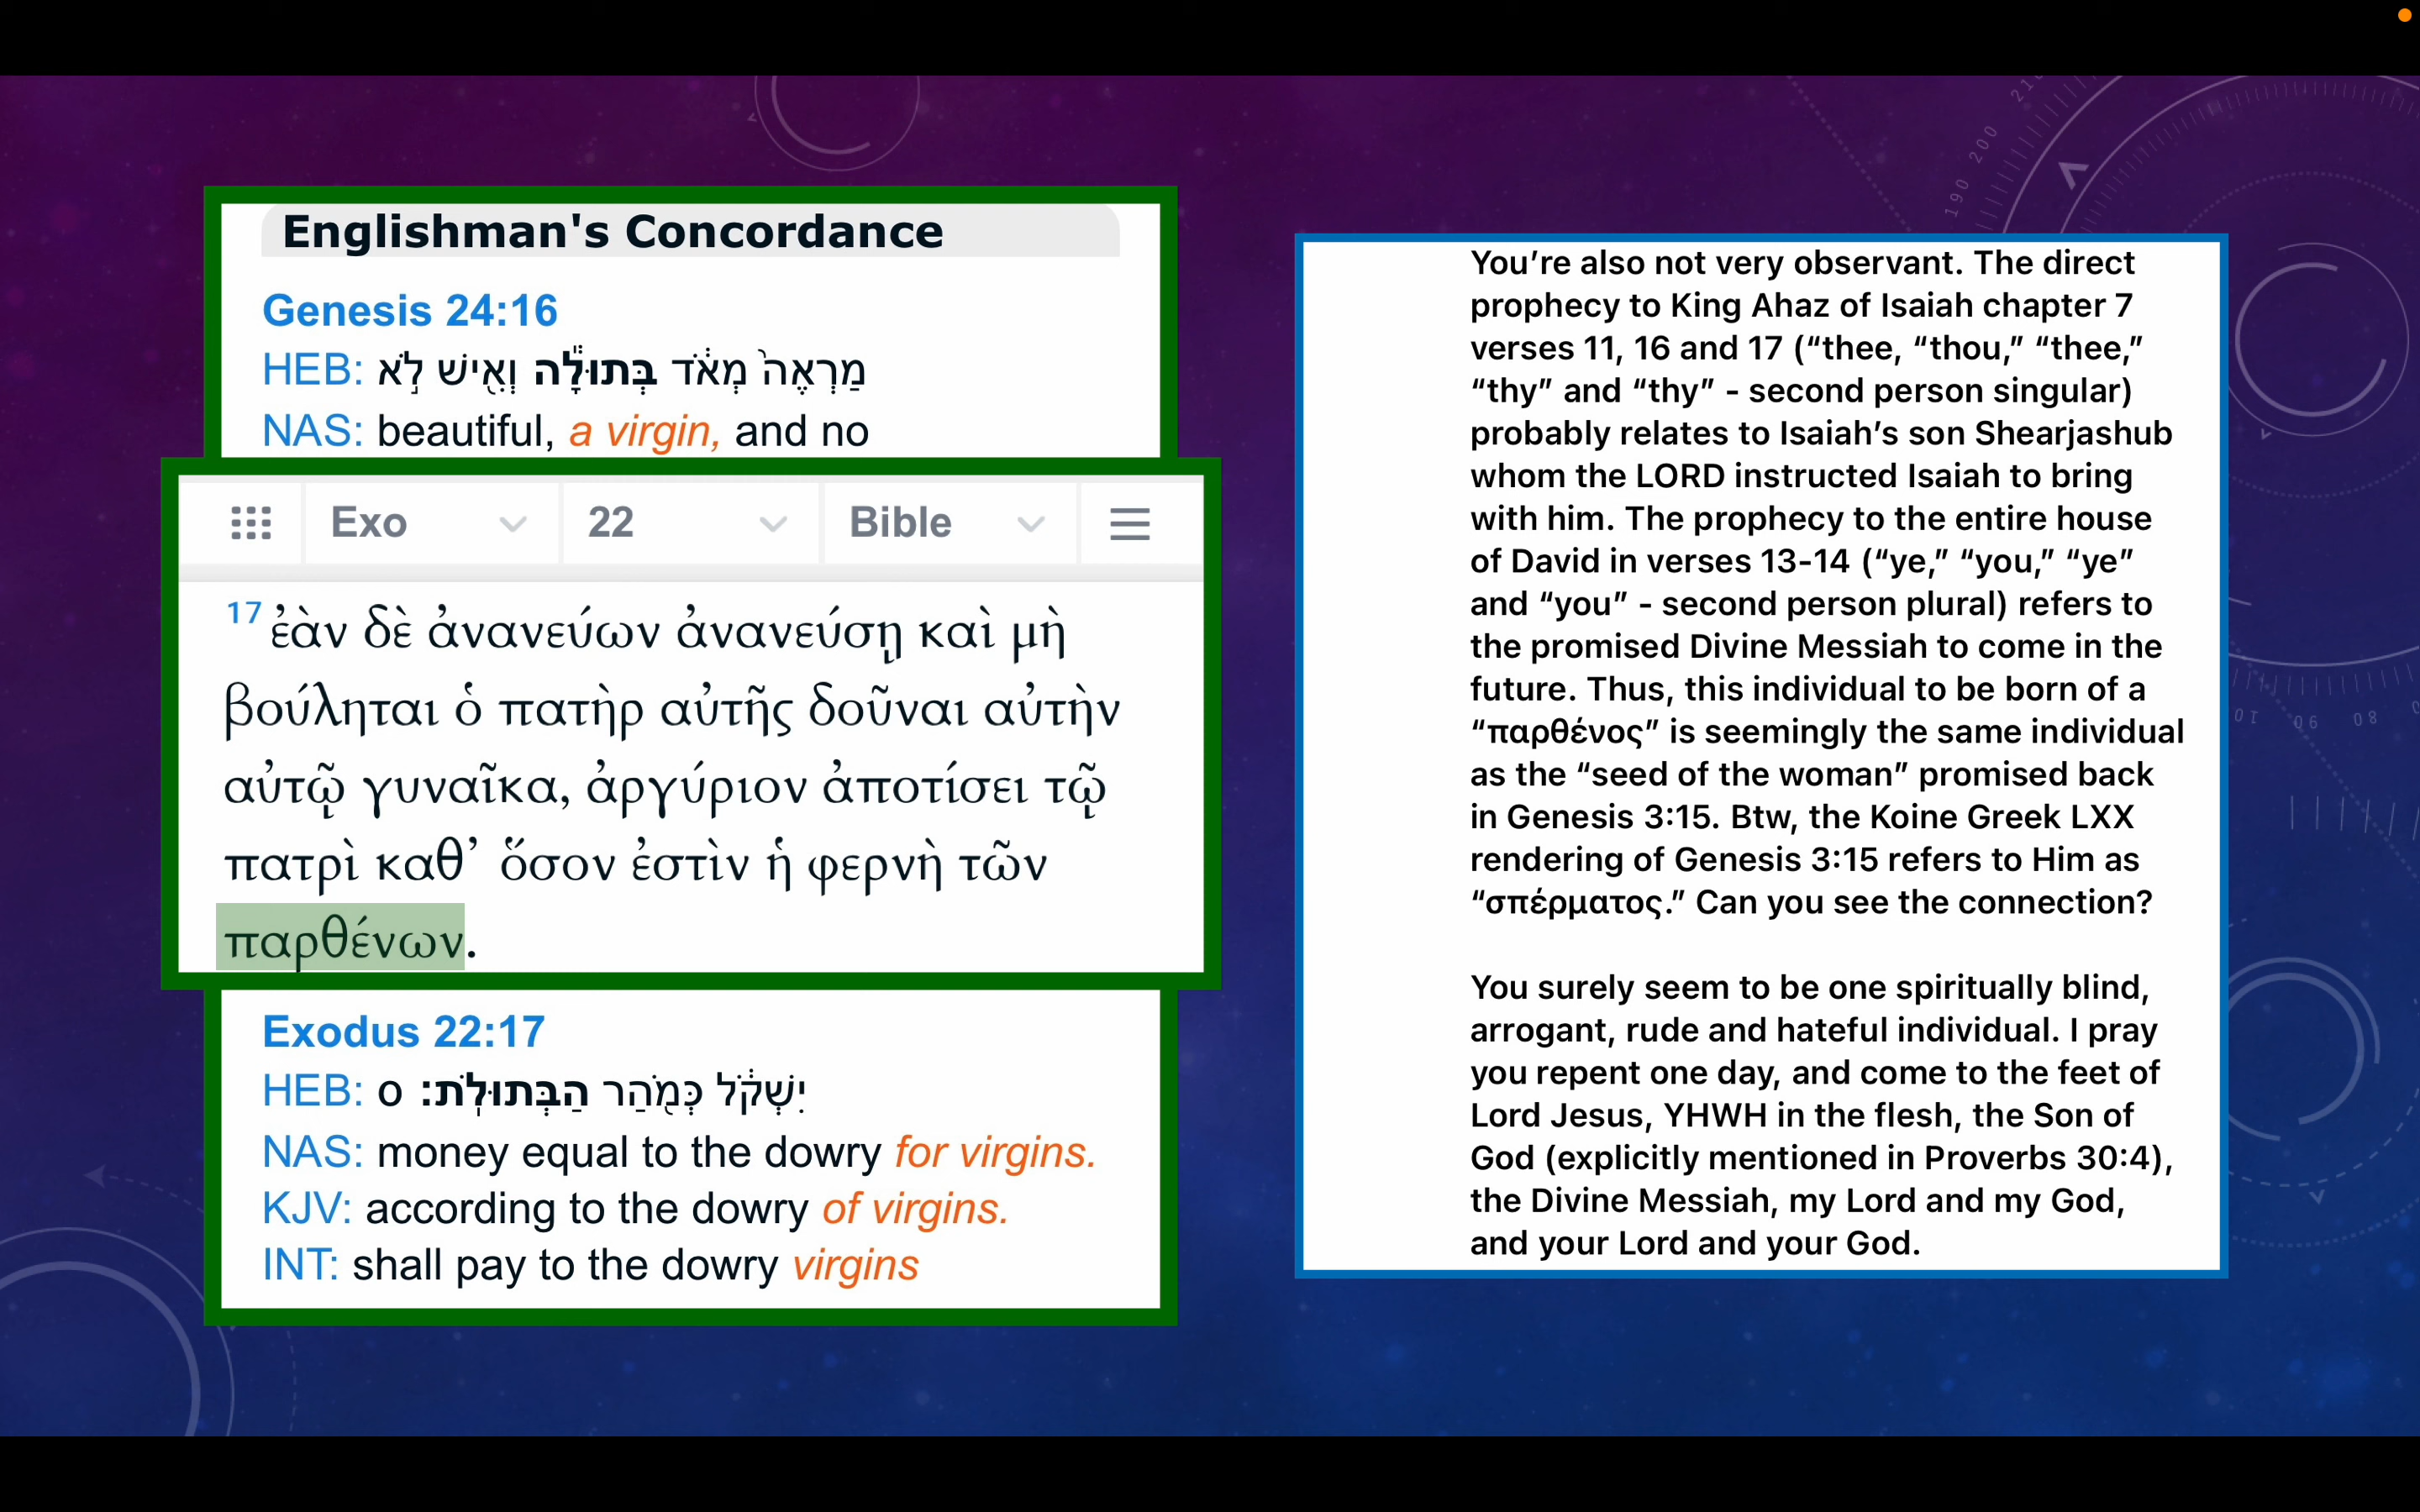 Englishman's Concordance
Genesis 24:16
HEB: מַרְאֶה֙ מְאֹ֔ד בְּתוּלָ֕ה וְאִ֖ישׁ לֹ֣א
NAS: beautiful, a virgin, and no
Exo 22 Bible
17 ἐὰν δὲ ἀνανεύων ἀνανεύσῃ καὶ μὴ
βούληται ὁ πατὴρ αὐτῆς δοῦναι αὐτὴν
αὐτῷ γυναῖκα, ἀργύριον ἀποτίσει τῷ
πατρὶ καθ’ ὅσον ἐστὶν ἡ φερνὴ τῶν
παρθένων.
Exodus 22:17
HEB: יִשְׁקֹ֔ל כְּמֹ֖הַר הַבְּתוּלֹֽת׃ ס
NAS: money equal to the dowry for virgins.
KJV: according to the dowry of virgins.
INT: shall pay to the dowry virgins
You’re also not very observant. The direct
prophecy to King Ahaz of Isaiah chapter 7
verses 11, 16 and 17 (“thee, “thou,” “thee,”
“thy” and “thy” - second person singular)
probably relates to Isaiah’s son Shearjashub
whom the LORD instructed Isaiah to bring
with him. The prophecy to the entire house
of David in verses 13-14 (“ye,” “you,” “ye”
and “you” - second person plural) refers to
the promised Divine Messiah to come in the
future. Thus, this individual to be born of a
“παρθένος” is seemingly the same individual
as the “seed of the woman” promised back
in Genesis 3:15. Btw, the Koine Greek LXX
rendering of Genesis 3:15 refers to Him as
“σπέρματος.” Can you see the connection?
You surely seem to be one spiritually blind,
arrogant, rude and hateful individual. I pray
you repent one day, and come to the feet of
Lord Jesus, YHWH in the flesh, the Son of
God (explicitly mentioned in Proverbs 30:4),
the Divine Messiah, my Lord and my God,
and your Lord and your God.
190 200